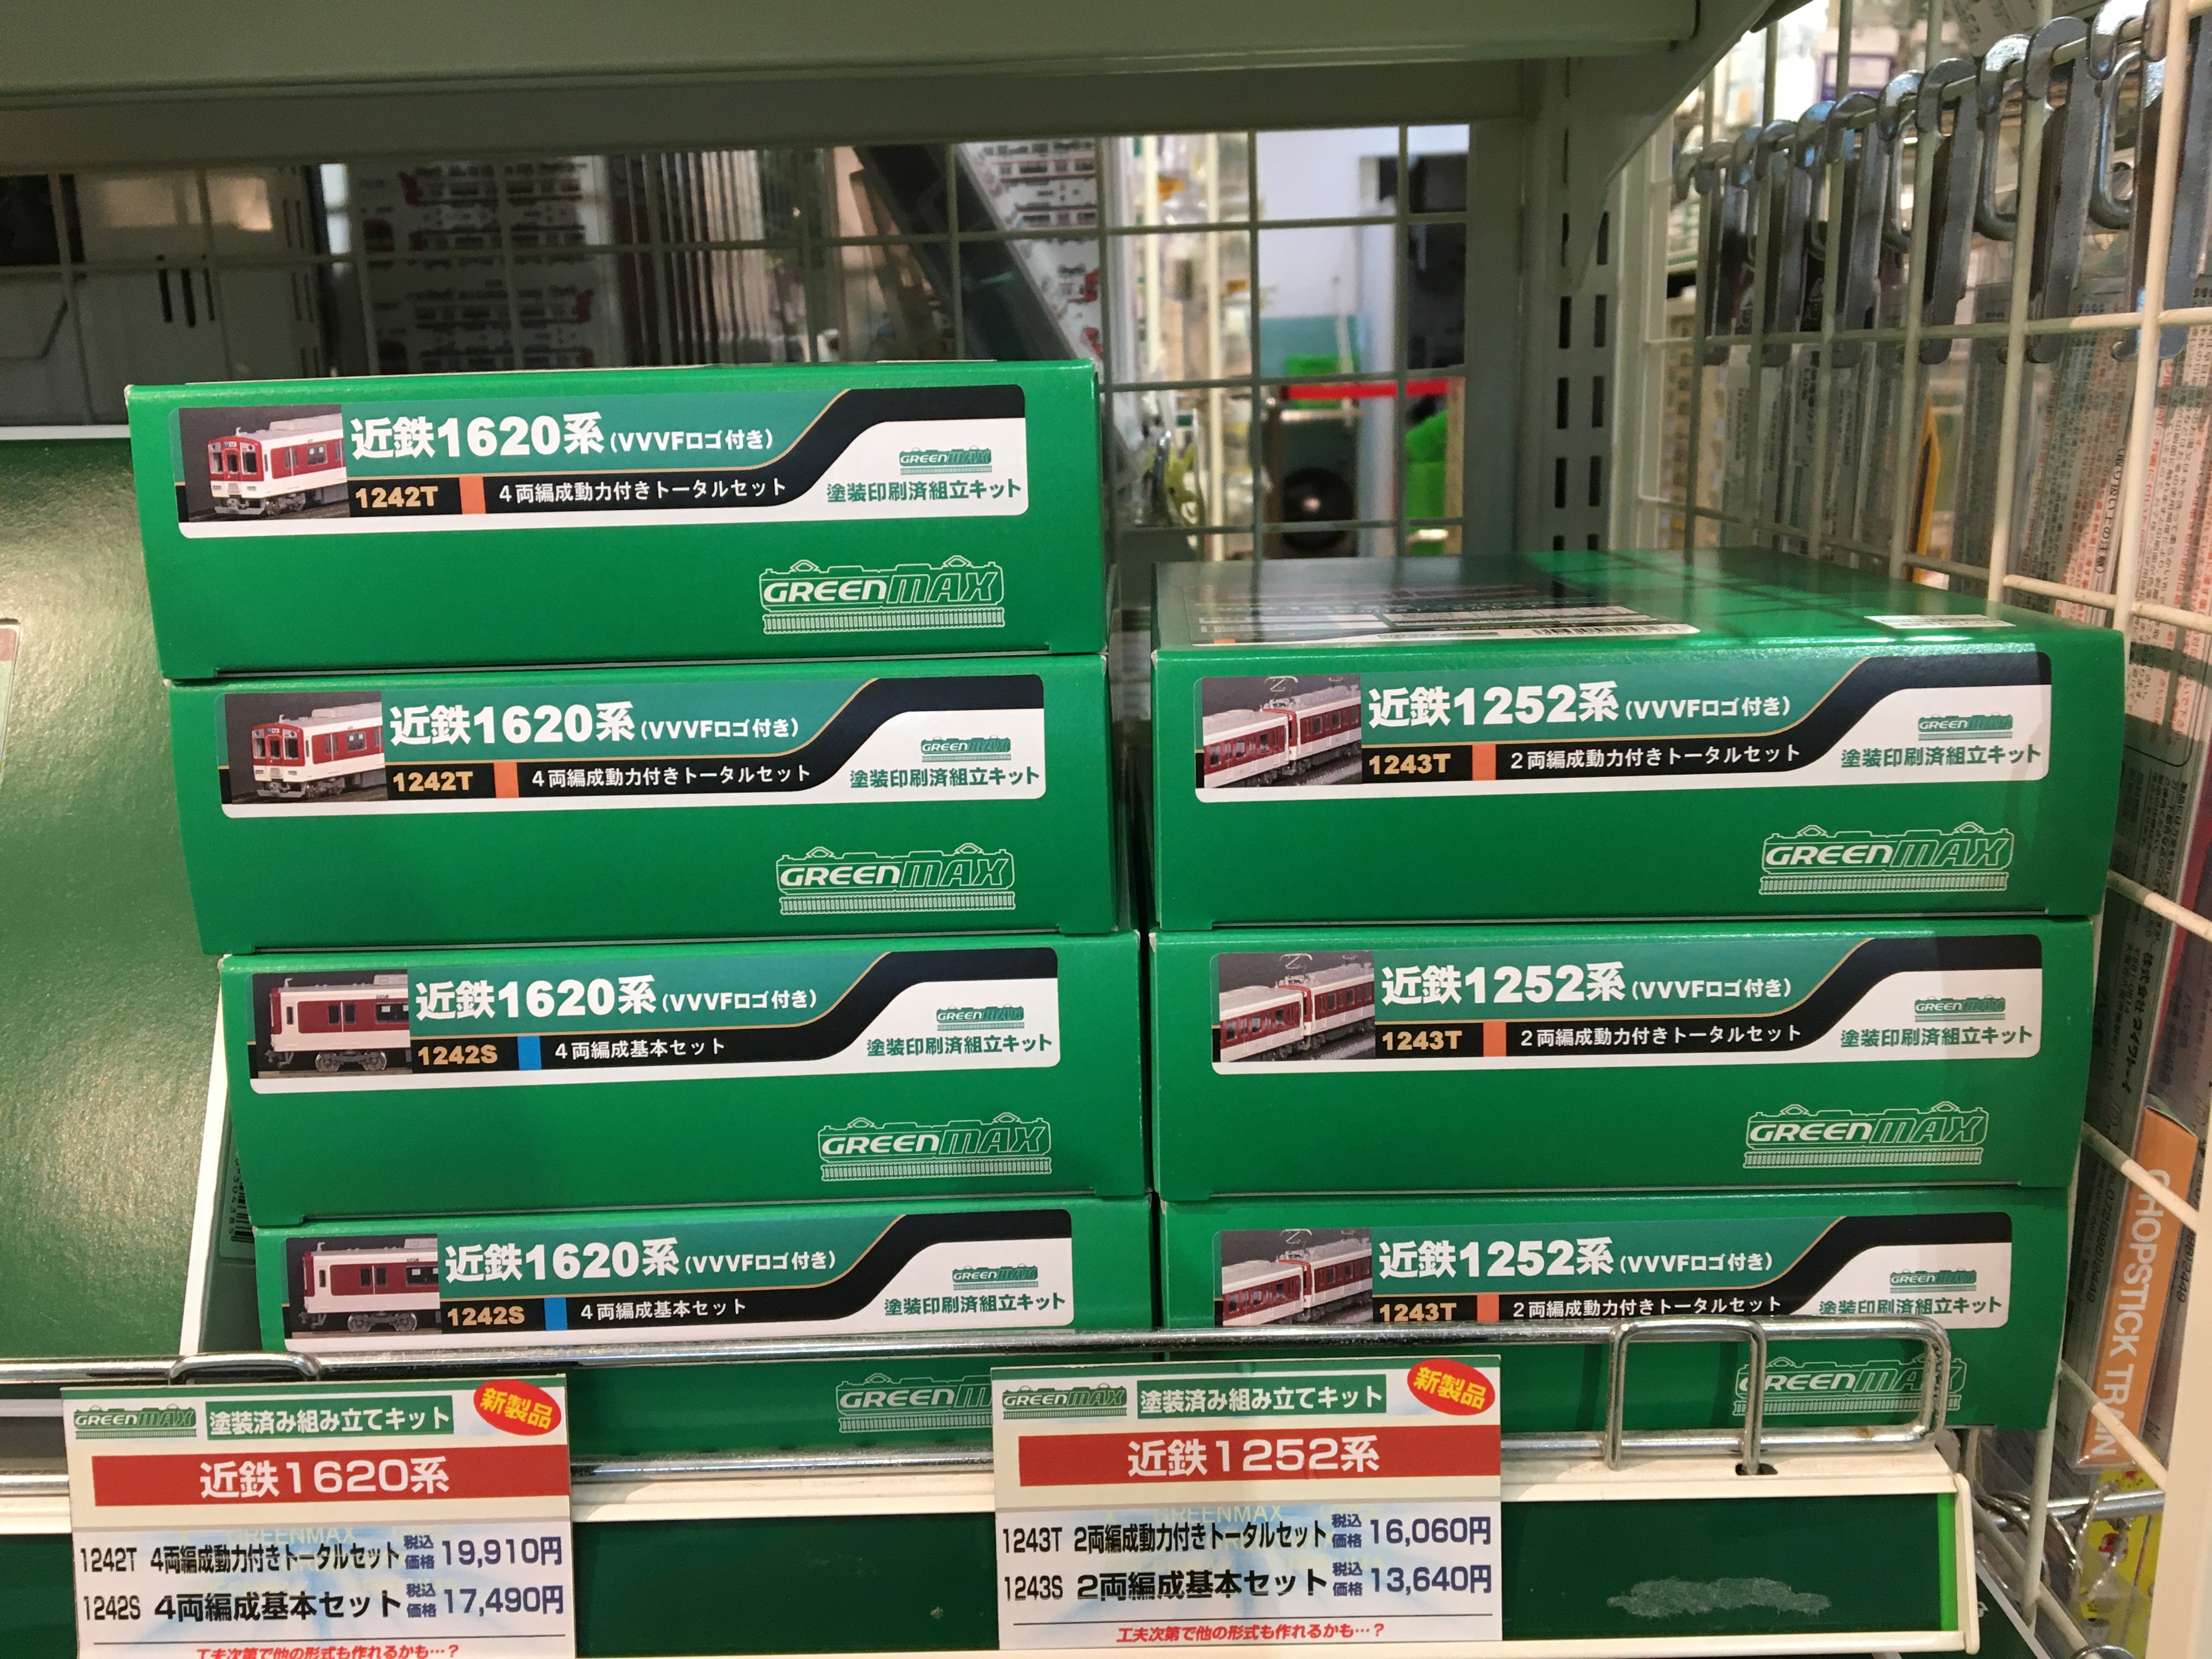 近鉄1620系(VVVFロゴ付き)
1242T 4両編成動力付きトータルセット
GREENMAX
塗装印刷済組立キット
GREENMAX
近鉄1620系(VVVFロゴ付き)
1242T 4両編成動力付きトータルセット
GREENMAX
塗装印刷済組立キット
GREENMAX
近鉄1620系(VVVFロゴ付き)
1242S 4両編成基本セット
GREENMAX
塗装印刷済組立キット
GREENMAX
近鉄1620系(VVVFロゴ付き)
1242S 4両編成基本セット
GREENMAX
塗装印刷済組立キット
GREENM
近鉄1252系(VVVFロゴ付き)
1243T 2両編成動力付きトータルセット
GREENMAX
塗装印刷済組立キット
GREENMAX
近鉄1252系(VVVFロゴ付き)
1243T 2両編成動力付きトータルセット
GREENMAX
塗装印刷済組立キット
GREENMAX
近鉄1252系(VVVFロゴ付き)
1243T 2両編成動力付きトータルセット
GREENMAX
塗装印刷済組立キット
GREENMAX
GREENMAX 塗装済み組み立てキット 新製品
近鉄1620系
GREENMAX
1242T 4両編成動力付きトータルセット 税込価格 19,910円
1242S 4両編成基本セット 税込価格 17,490円
工夫次第で他の形式も作れるかも…？
GREENMAX 塗装済み組み立てキット 新製品
近鉄1252系
GREENMAX
1243T 2両編成動力付きトータルセット 税込価格 16,060円
1243S 2両編成基本セット 税込価格 13,640円
工夫次第で他の形式も作れるかも…？
CHOPSTICK TRAIN